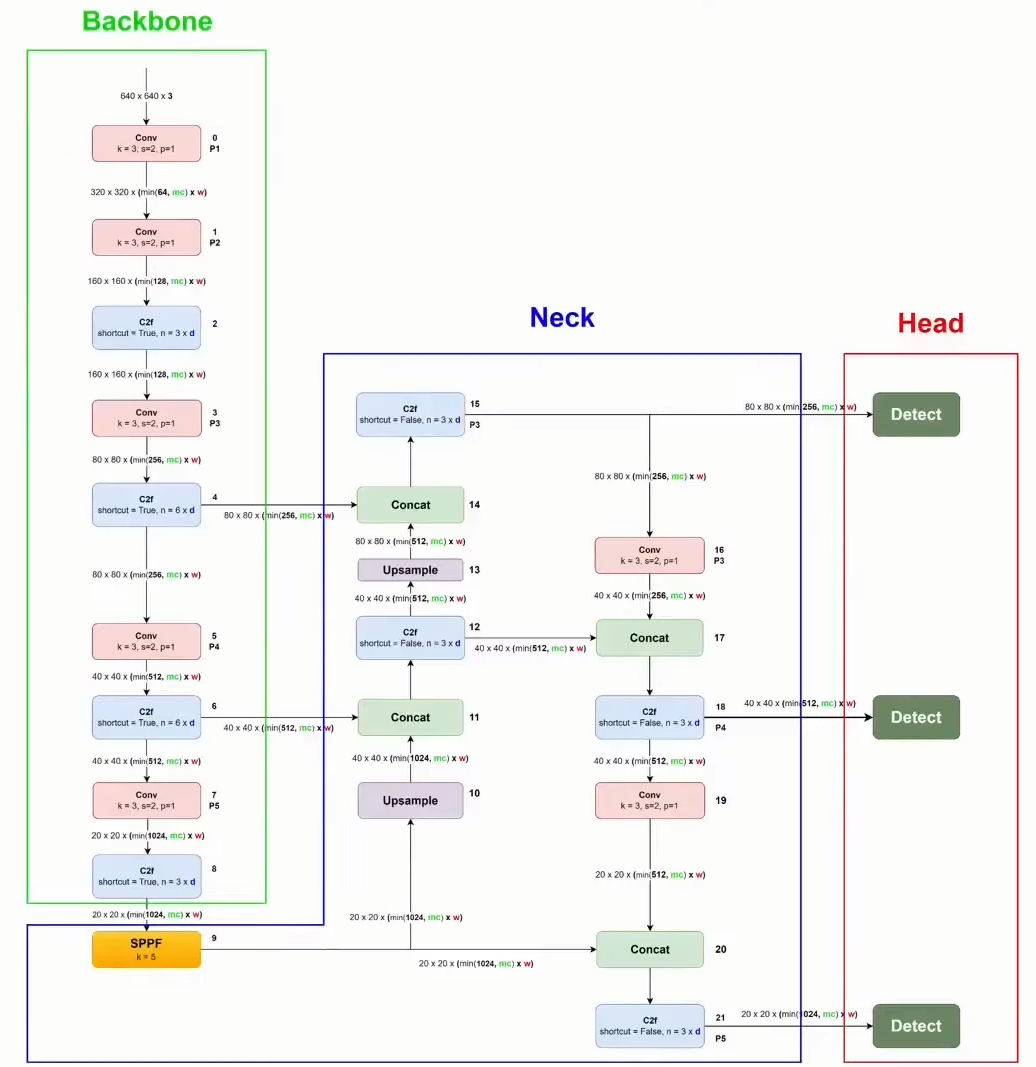 Backbone
640 x 640 x 3
Conv
k = 3, s=2, p=1
0
P1
320 x 320 x (min(64, mc) x w)
Conv
k = 3, s=2, p=1
1
P2
160 x 160 x (min(128, mc) x w)
C2f
shortcut = True, n = 3 x d
2
160 x 160 x (min(128, mc) x w)
Conv
k = 3, s=2, p=1
3
P3
80 x 80 x (min(256, mc) x w)
C2f
shortcut = True, n = 6 x d
4
80 x 80 x (min(256, mc) x w)
80 x 80 x (min(256, mc) x w)
Conv
k = 3, s=2, p=1
5
P4
40 x 40 x (min(512, mc) x w)
C2f
shortcut = True, n = 6 x d
6
40 x 40 x (min(512, mc) x w)
40 x 40 x (min(512, mc) x w)
Conv
k = 3, s=2, p=1
7
P5
20 x 20 x (min(1024, mc) x w)
C2f
shortcut = True, n = 3 x d
8
20 x 20 x (min(1024, mc) x w)
SPPF
k = 5
9
Neck
C2f
shortcut = False, n = 3 x d
15
P3
Concat
14
80 x 80 x (min(512, mc) x w)
Upsample
13
40 x 40 x (min(512, mc) x w)
C2f
shortcut = False, n = 3 x d
12
40 x 40 x (min(512, mc) x w)
Concat
11
40 x 40 x (min(1024, mc) x w)
Upsample
10
20 x 20 x (min(1024, mc) x w)
20 x 20 x (min(1024, mc) x w)
80 x 80 x (min(256, mc) x w)
80 x 80 x (min(256, mc) x w)
Conv
k = 3, s=2, p=1
16
P3
40 x 40 x (min(256, mc) x w)
Concat
17
C2f
shortcut = False, n = 3 x d
18
P4
40 x 40 x (min(512, mc) x w)
40 x 40 x (min(512, mc) x w)
Conv
k = 3, s=2, p=1
19
20 x 20 x (min(512, mc) x w)
Concat
20
C2f
shortcut = False, n = 3 x d
21
P5
20 x 20 x (min(1024, mc) x w)
Head
Detect
Detect
Detect